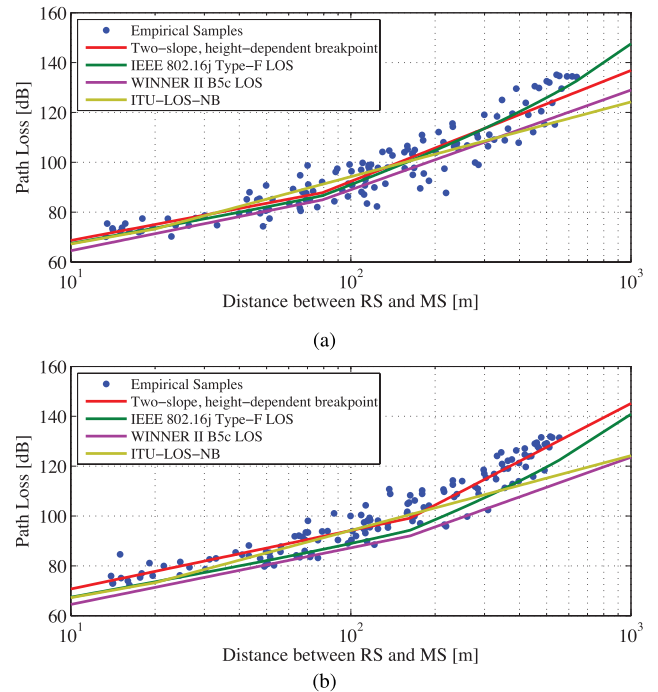 160
140
120
100
80
60
Path Loss [dB]
Empirical Samples
Two−slope, height−dependent breakpoint
IEEE 802.16j Type−F LOS
WINNER II B5c LOS
ITU−LOS−NB
10^1
10^2
10^3
Distance between RS and MS [m]
(a)
160
140
120
100
80
60
Path Loss [dB]
Empirical Samples
Two−slope, height−dependent breakpoint
IEEE 802.16j Type−F LOS
WINNER II B5c LOS
ITU−LOS−NB
10^1
10^2
10^3
Distance between RS and MS [m]
(b)